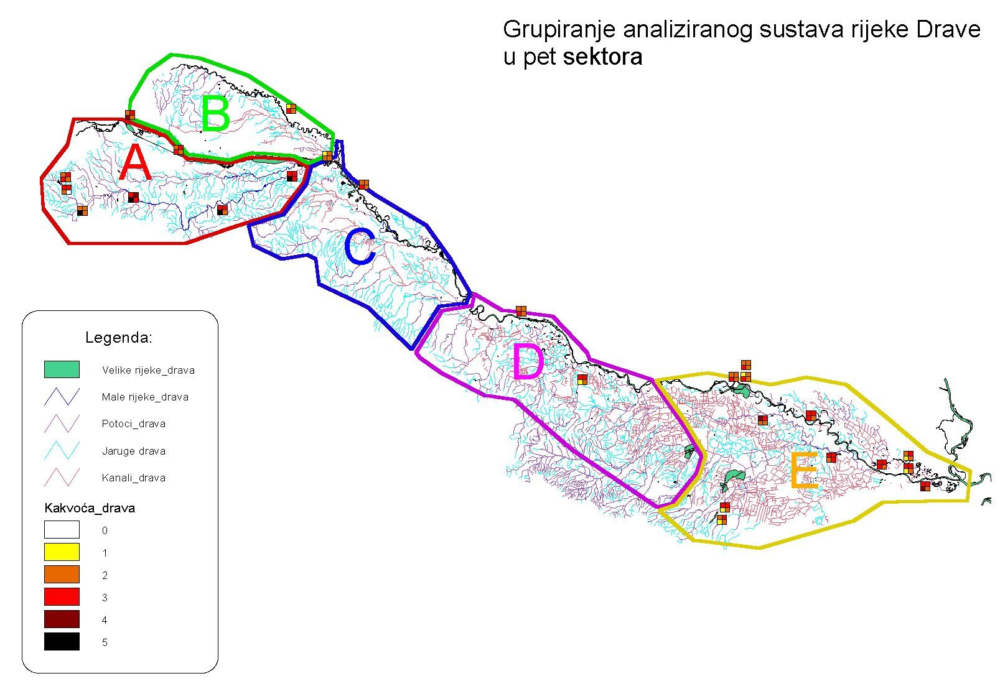 Grupiranje analiziranog sustava rijeke Drave
u pet sektora
B
A
C
D
E
Legenda:
Velike rijeke_drava
Male rijeke_drava
Potoci_drava
Jaruge drava
Kanali_drava
Kakvoća_drava
0
1
2
3
4
5